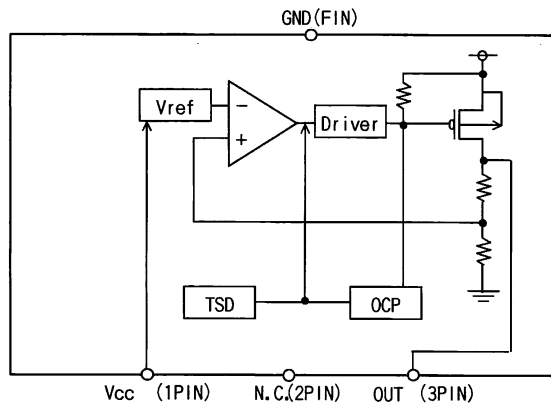 GND(FIN)
Vref
−
+
Driver
TSD
OCP
Vcc (1PIN)
N.C.(2PIN)
OUT (3PIN)